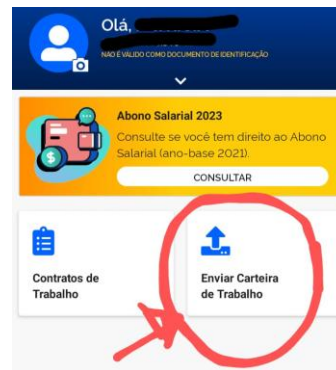 Olá,
NÃO É VÁLIDO COMO DOCUMENTO DE IDENTIFICAÇÃO
Abono Salarial 2023
Consulte se você tem direito ao Abono
Salarial (ano-base 2021).
CONSULTAR
Contratos de
Trabalho
Enviar Carteira
de Trabalho